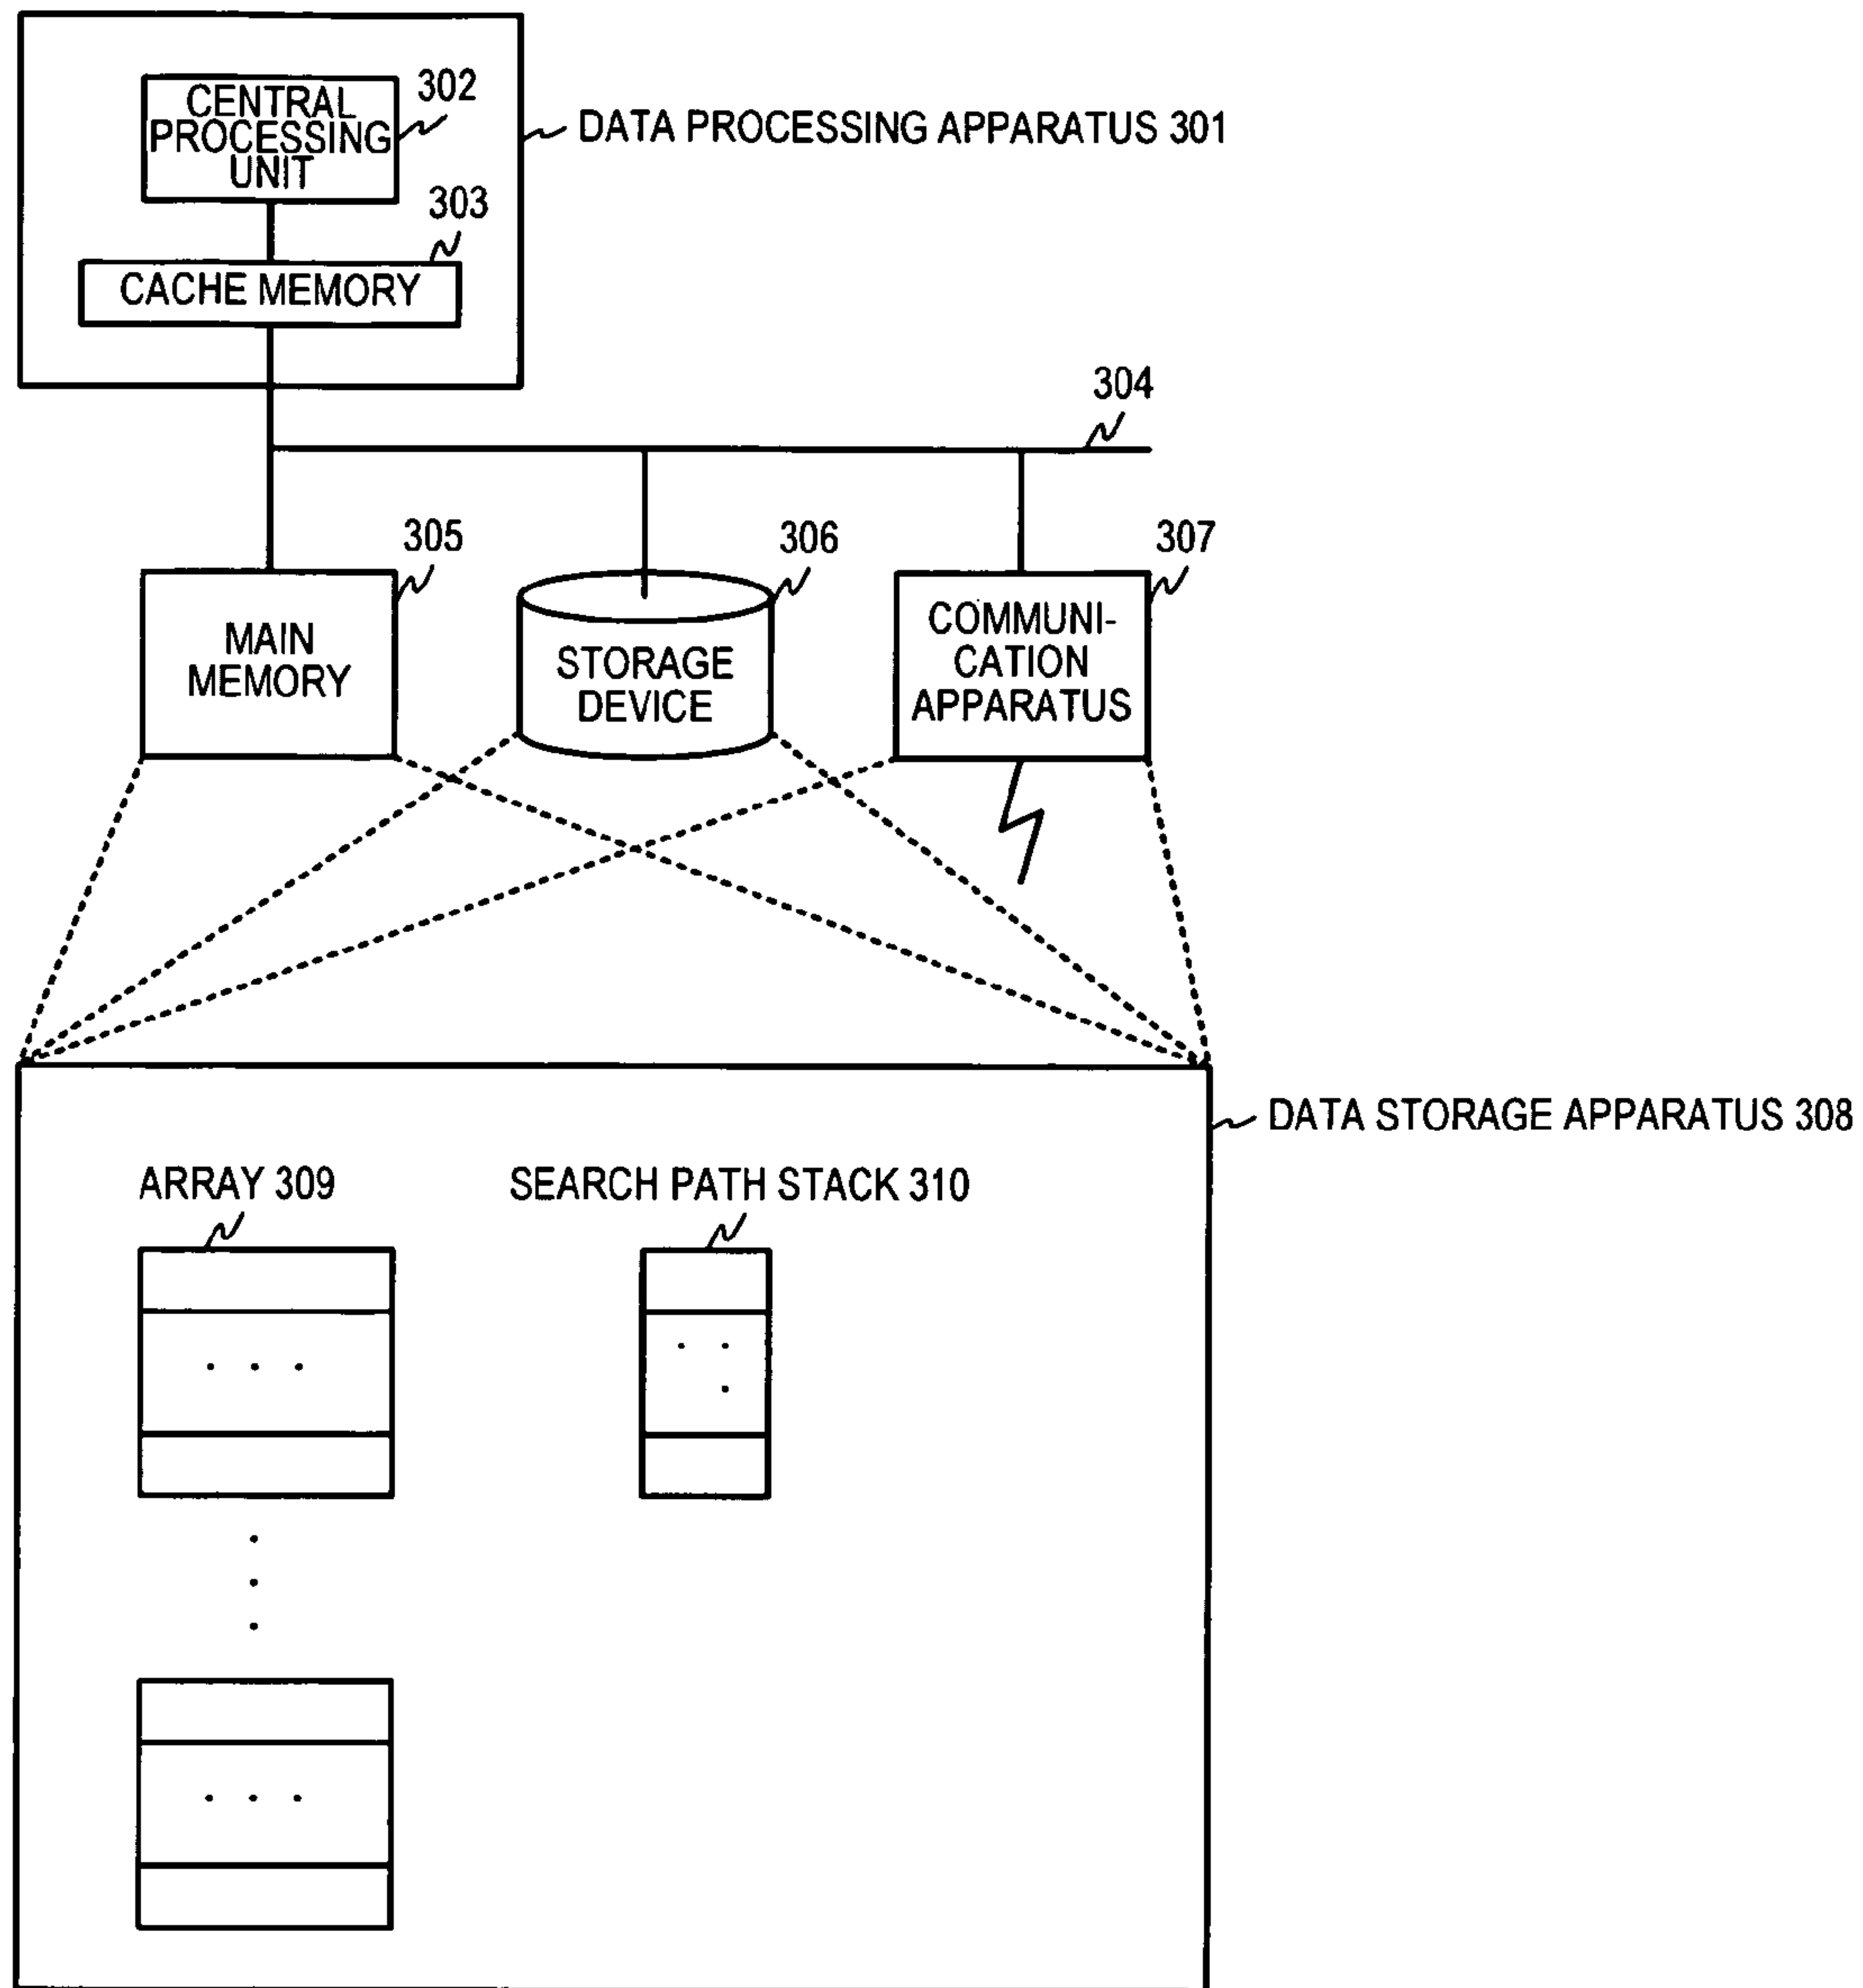 302
CENTRAL
PROCESSING
UNIT
DATA PROCESSING APPARATUS 301
303
CACHE MEMORY
304
305
306
307
MAIN
MEMORY
STORAGE
DEVICE
COMMUNI-
CATION
APPARATUS
DATA STORAGE APPARATUS 308
ARRAY 309
SEARCH PATH STACK 310